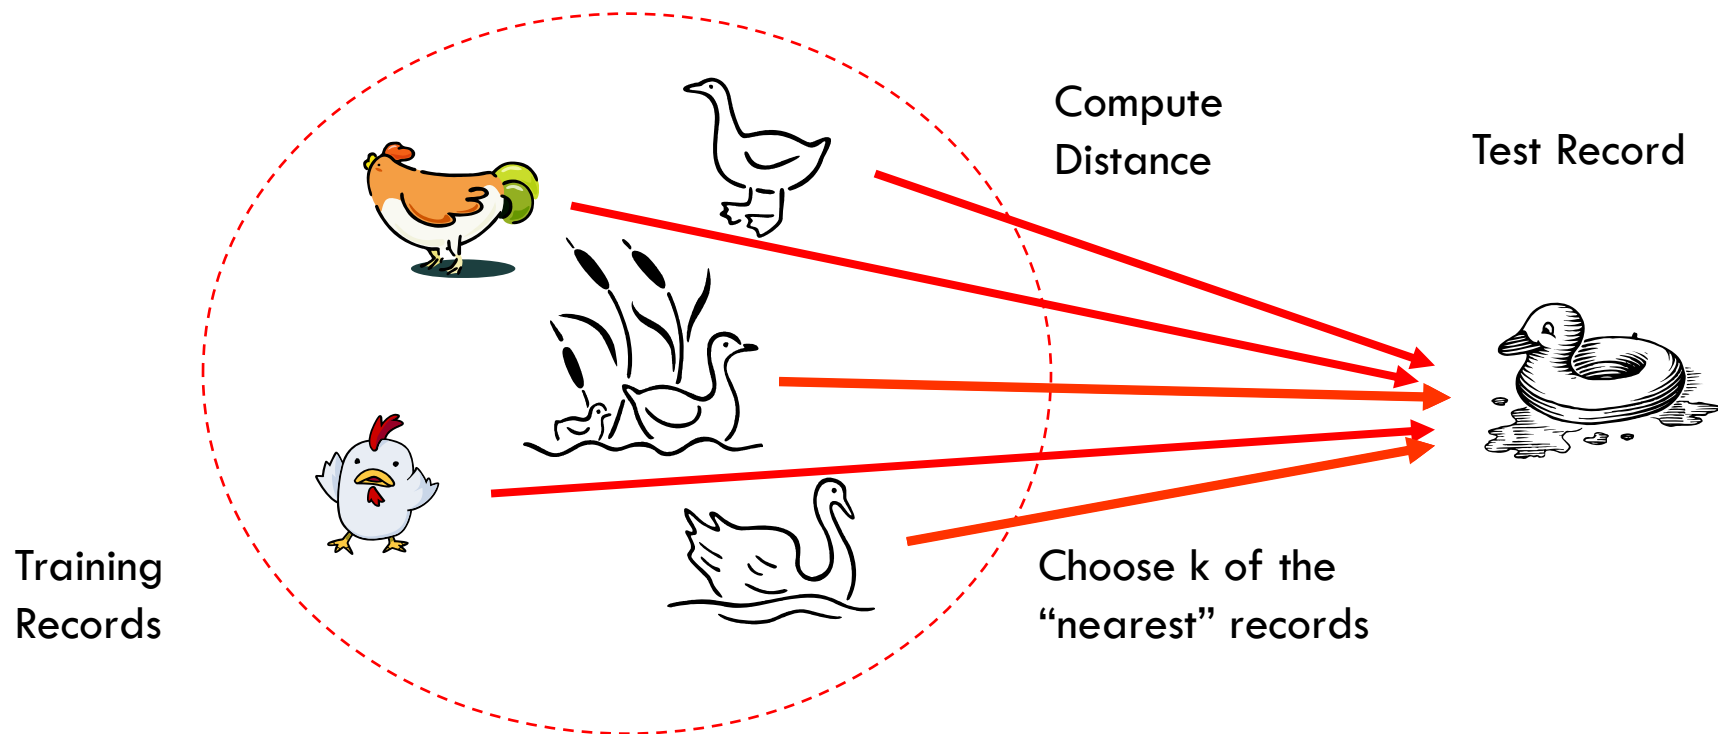 Compute
Distance
Test Record
Training
Records
Choose k of the
“nearest” records